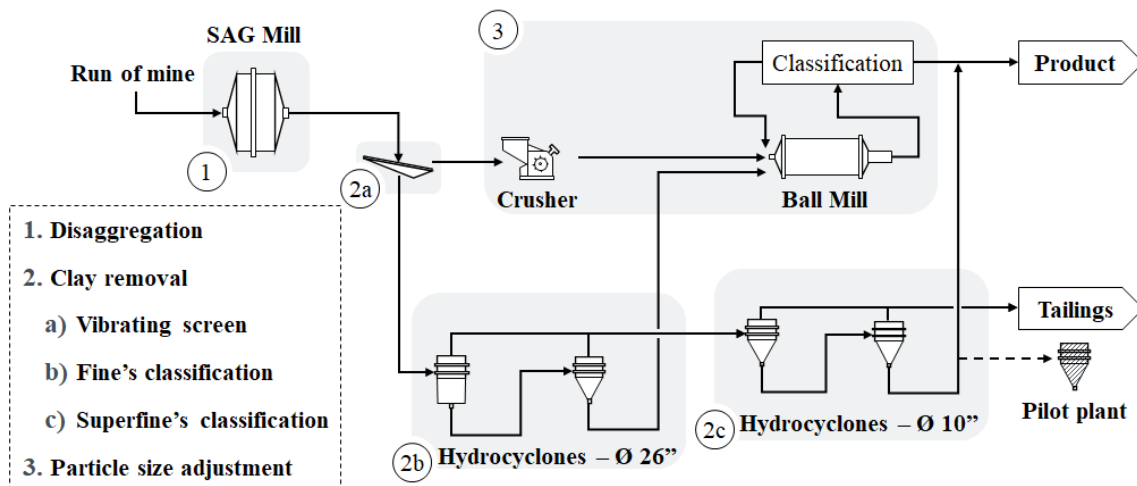 SAG Mill
Run of mine
1
2a
3
Classification
Product
Crusher
Ball Mill
1. Disaggregation
2. Clay removal
a) Vibrating screen
b) Fine's classification
c) Superfine's classification
3. Particle size adjustment
2b
Hydrocyclones – Ø 26”
2c
Hydrocyclones – Ø 10”
Tailings
Pilot plant